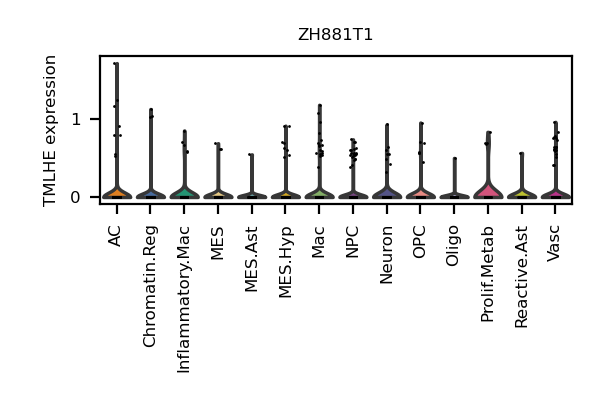 ZH881T1
TMLHE expression
1
0
AC
Chromatin.Reg
Inflammatory.Mac
MES
MES.Ast
MES.Hyp
Mac
NPC
Neuron
OPC
Oligo
Prolif.Metab
Reactive.Ast
Vasc